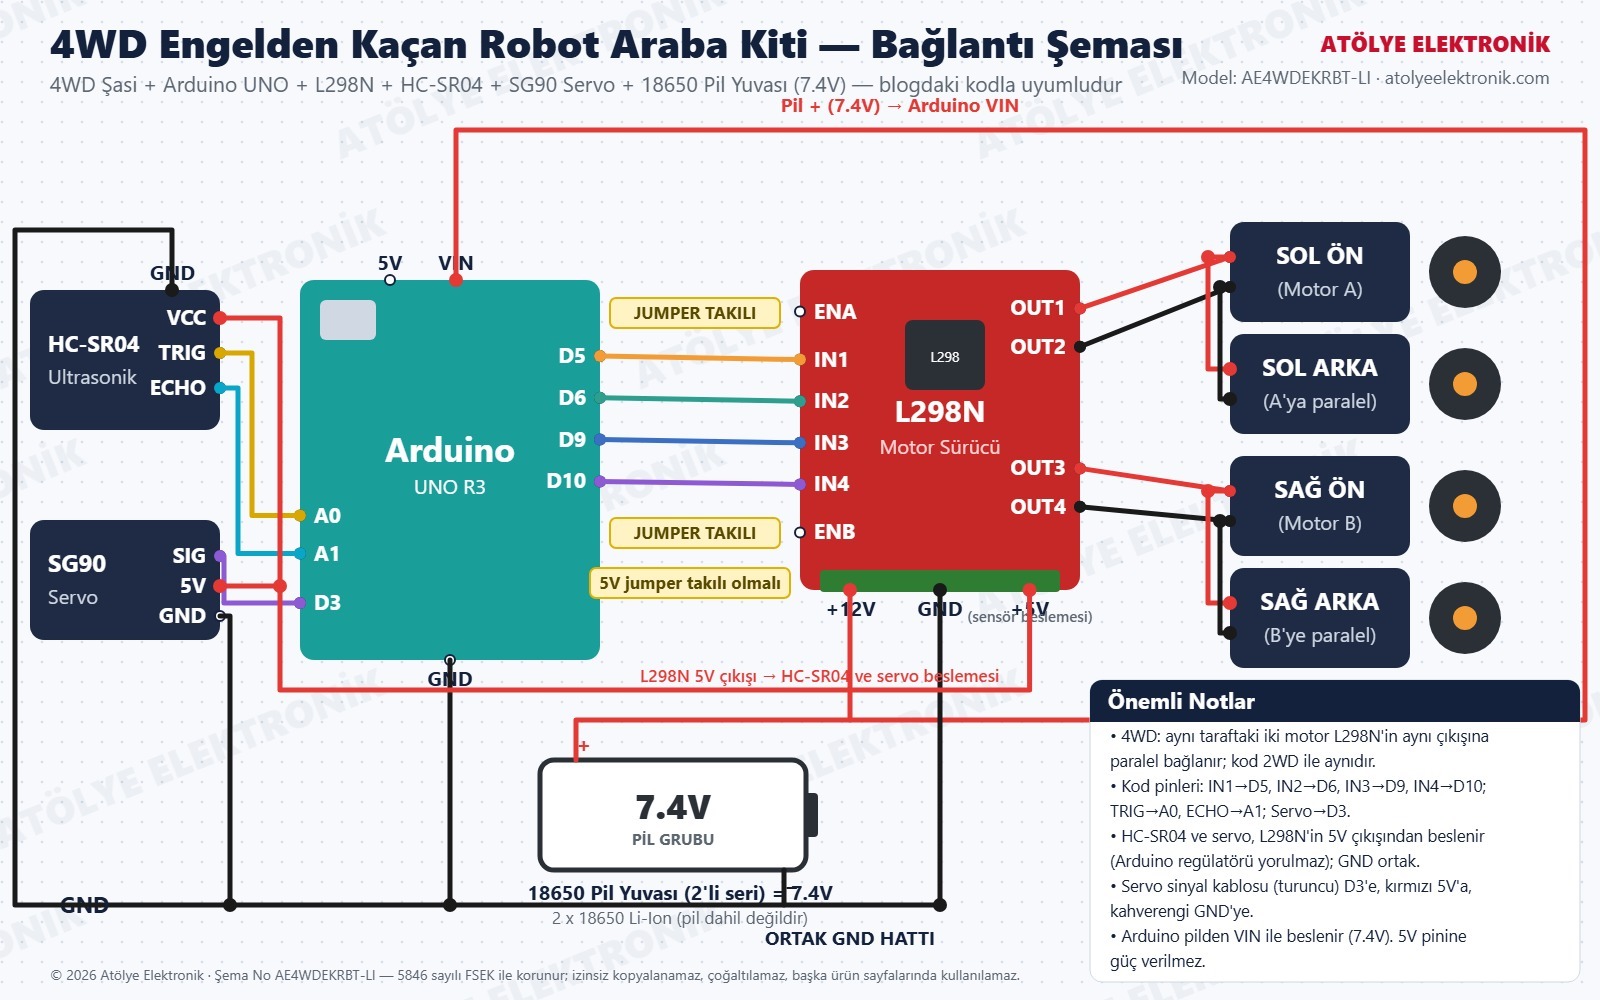 4WD Engelden Kaçan Robot Araba Kiti — Bağlantı Şeması
ATÖLYE ELEKTRONİK
4WD Şasi + Arduino UNO + L298N + HC-SR04 + SG90 Servo + 18650 Pil Yuvası (7.4V) — blogdaki kodla uyumludur
Model: AE4WDEKRBT-LI · atolyeelektronik.com
Pil + (7.4V) → Arduino VIN
GND
HC-SR04
Ultrasonik
VCC
TRIG
ECHO
SG90
Servo
SIG
5V
GND
5V
VIN
Arduino
UNO R3
D5
D6
D9
D10
A0
A1
D3
GND
JUMPER TAKILI
JUMPER TAKILI
5V jumper takılı olmalı
ENA
IN1
IN2
IN3
IN4
ENB
L298
L298N
Motor Sürücü
OUT1
OUT2
OUT3
OUT4
+12V
GND
+5V
(sensör beslemesi)
SOL ÖN
(Motor A)
SOL ARKA
(A'ya paralel)
SAĞ ÖN
(Motor B)
SAĞ ARKA
(B'ye paralel)
L298N 5V çıkışı → HC-SR04 ve servo beslemesi
+
7.4V
PİL GRUBU
–
18650 Pil Yuvası (2'li seri) = 7.4V
2 x 18650 Li-Ion (pil dahil değildir)
GND
ORTAK GND HATTI
Önemli Notlar
• 4WD: aynı taraftaki iki motor L298N'in aynı çıkışına
paralel bağlanır; kod 2WD ile aynıdır.
• Kod pinleri: IN1→D5, IN2→D6, IN3→D9, IN4→D10;
TRIG→A0, ECHO→A1; Servo→D3.
• HC-SR04 ve servo, L298N'in 5V çıkışından beslenir
(Arduino regülatörü yorulmaz); GND ortak.
• Servo sinyal kablosu (turuncu) D3'e, kırmızı 5V'a,
kahverengi GND'ye.
• Arduino pilden VIN ile beslenir (7.4V). 5V pinine
güç verilmez.
© 2026 Atölye Elektronik · Şema No AE4WDEKRBT-LI — 5846 sayılı FSEK ile korunur: izinsiz kopyalanamaz, çoğaltılamaz, başka ürün sayfalarında kullanılamaz.